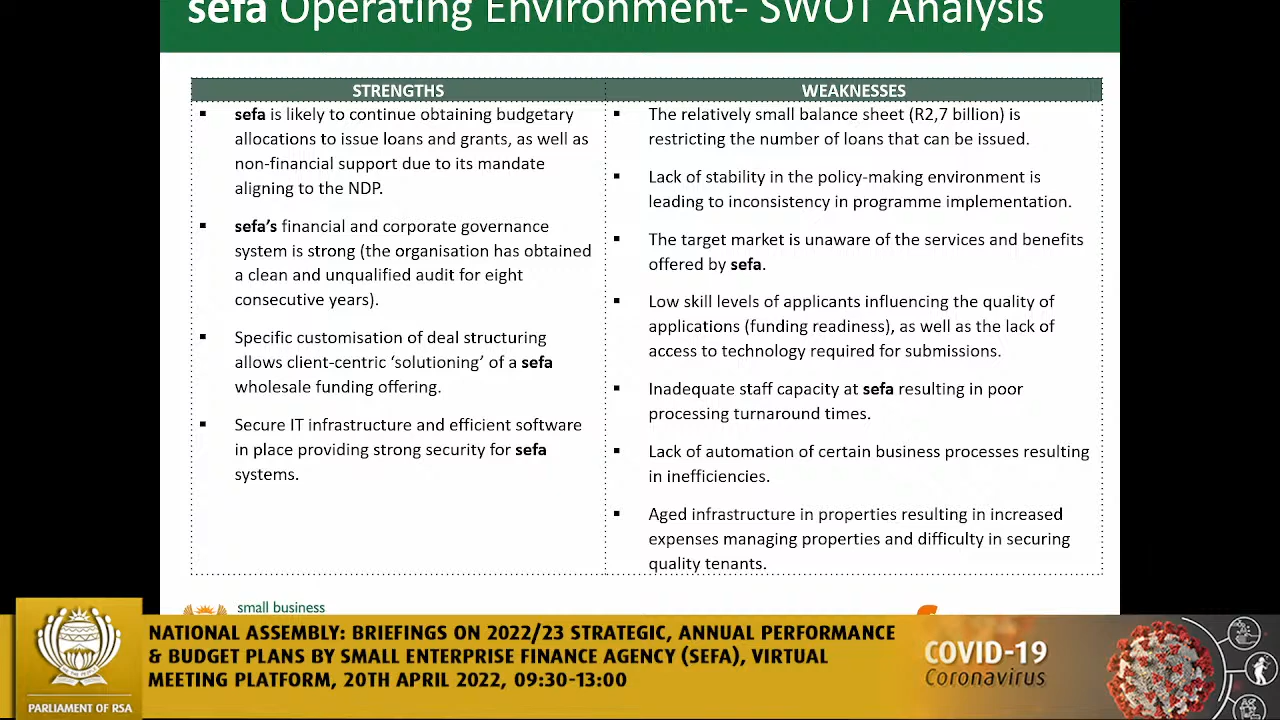 sefa Operating Environment- SWOT Analysis
STRENGTHS
▪ sefa is likely to continue obtaining budgetary
allocations to issue loans and grants, as well as
non-financial support due to its mandate
aligning to the NDP.
▪ sefa’s financial and corporate governance
system is strong (the organisation has obtained
a clean and unqualified audit for eight
consecutive years).
▪ Specific customisation of deal structuring
allows client-centric ‘solutioning’ of a sefa
wholesale funding offering.
▪ Secure IT infrastructure and efficient software
in place providing strong security for sefa
systems.
WEAKNESSES
▪ The relatively small balance sheet (R2,7 billion) is
restricting the number of loans that can be issued.
▪ Lack of stability in the policy-making environment is
leading to inconsistency in programme implementation.
▪ The target market is unaware of the services and benefits
offered by sefa.
▪ Low skill levels of applicants influencing the quality of
applications (funding readiness), as well as the lack of
access to technology required for submissions.
▪ Inadequate staff capacity at sefa resulting in poor
processing turnaround times.
▪ Lack of automation of certain business processes resulting
in inefficiencies.
▪ Aged infrastructure in properties resulting in increased
expenses managing properties and difficulty in securing
quality tenants.
small business
NATIONAL ASSEMBLY: BRIEFINGS ON 2022/23 STRATEGIC, ANNUAL PERFORMANCE
& BUDGET PLANS BY SMALL ENTERPRISE FINANCE AGENCY (SEFA), VIRTUAL
MEETING PLATFORM, 20TH APRIL 2022, 09:30-13:00
PARLIAMENT OF RSA
COVID-19
Coronavirus